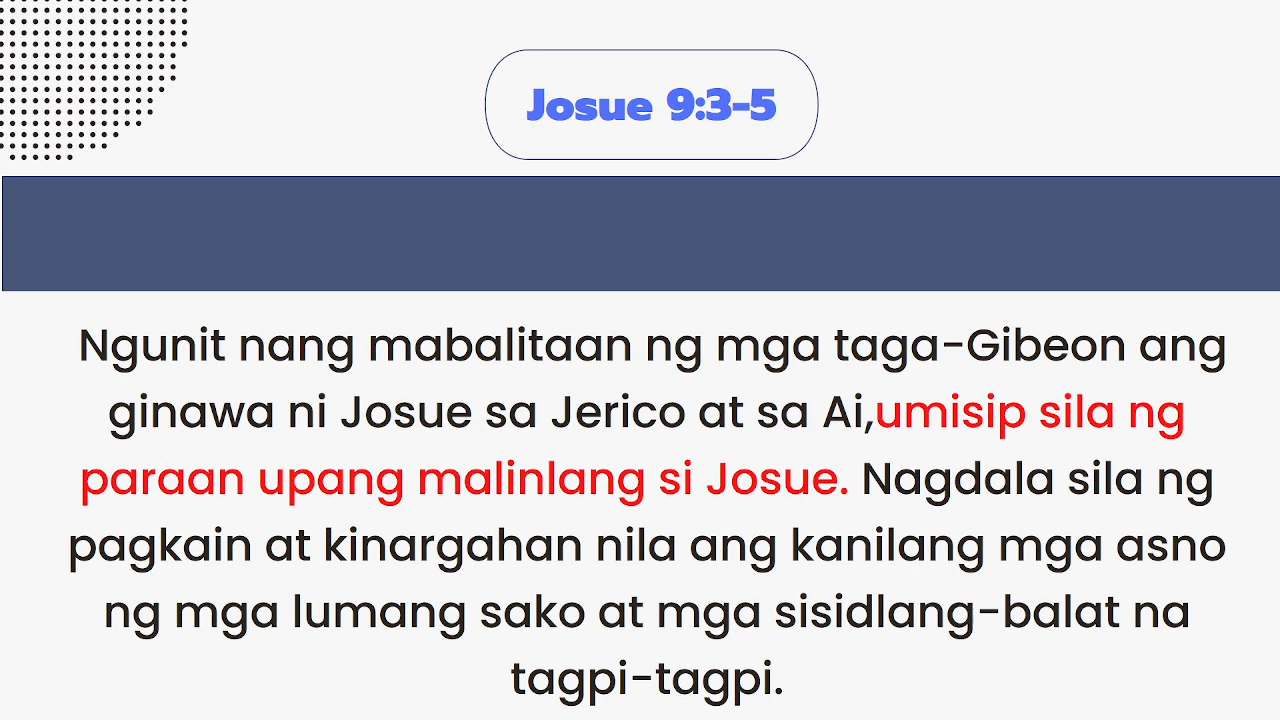 Josue 9:3-5
Ngunit nang mabalitaan ng mga taga-Gibeon ang
ginawa ni Josue sa Jerico at sa Ai,umisip sila ng
paraan upang malinlang si Josue. Nagdala sila ng
pagkain at kinargahan nila ang kanilang mga asno
ng mga lumang sako at mga sisidlang-balat na
tagpi-tagpi.